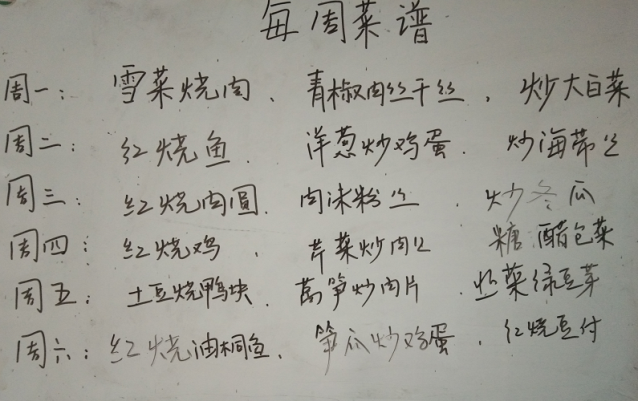 每周菜谱
周一：雪菜烧肉、青椒肉丝干丝、炒大白菜
周二：红烧鱼、洋葱炒鸡蛋、炒海带丝
周三：红烧肉圆、肉沫粉丝、炒冬瓜
周四：红烧鸡、芹菜炒肉丝 糖醋包菜
周五：土豆烧鸭块、莴笋炒肉片、韭菜绿豆芽
周六：红烧油桐鱼、笋瓜炒鸡蛋、红烧豆付